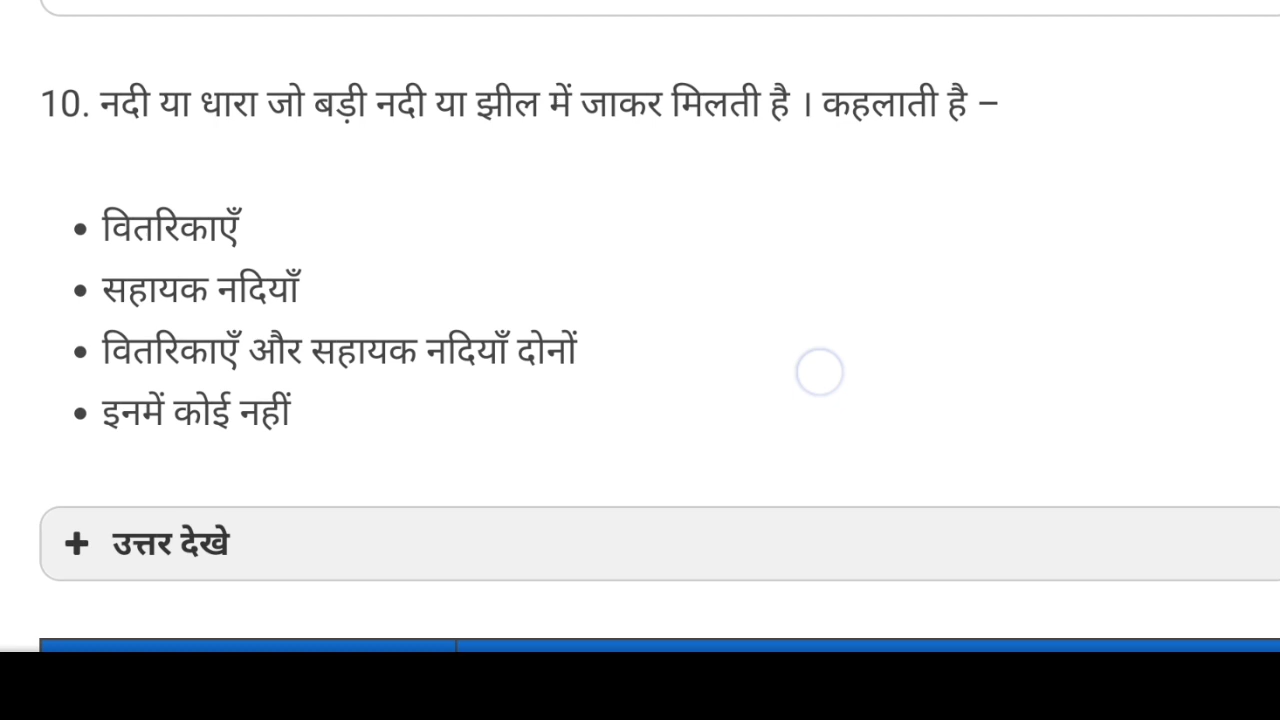 10. नदी या धारा जो बड़ी नदी या झील में जाकर मिलती है । कहलाती है –
• वितरिकाएँ
• सहायक नदियाँ
• वितरिकाएँ और सहायक नदियाँ दोनों
• इनमें कोई नहीं
+ उत्तर देखे